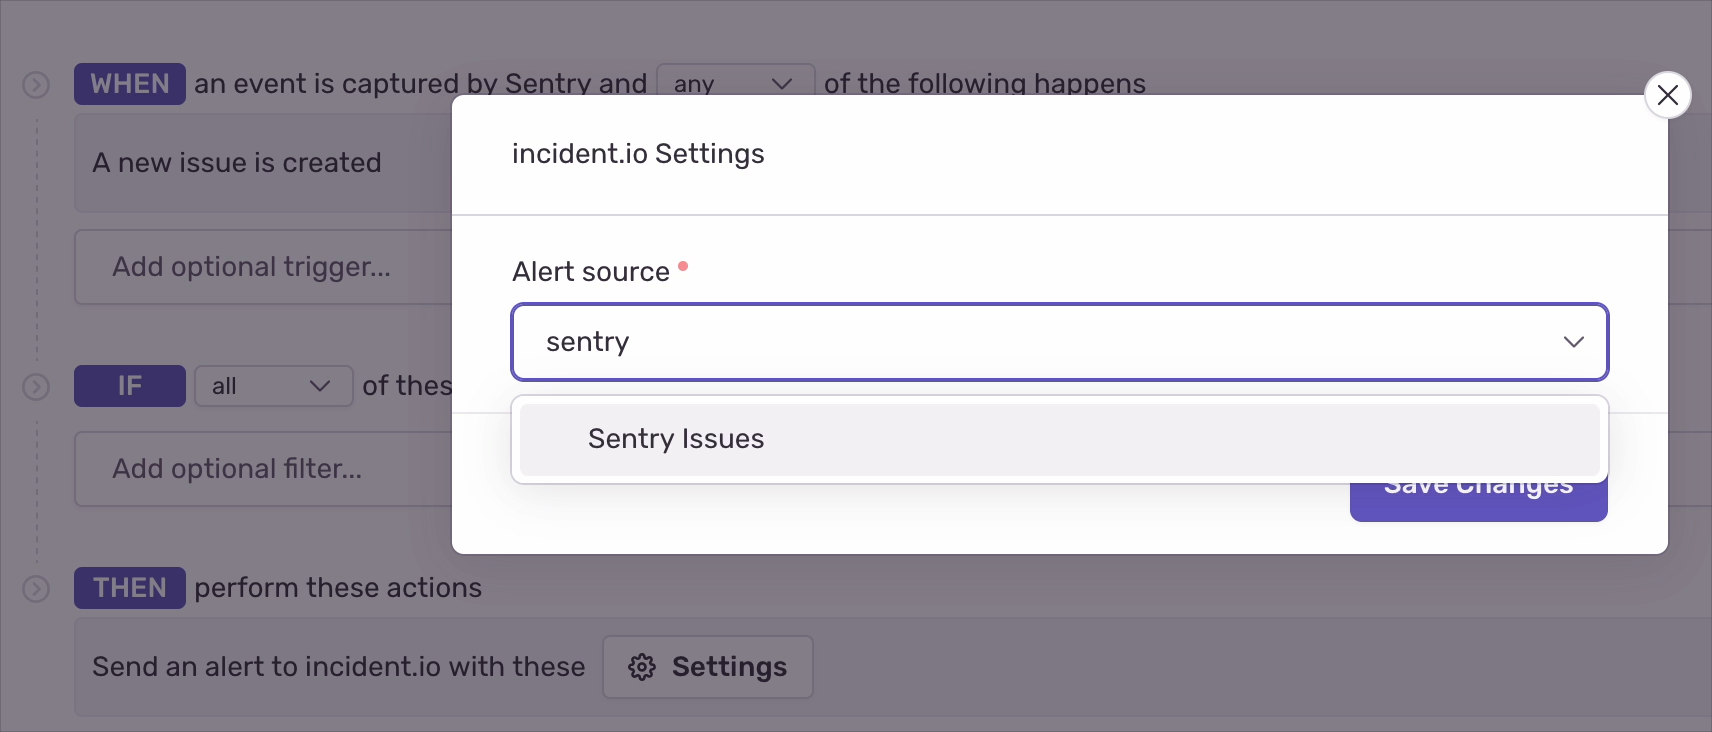 WHEN an event is captured by Sentry and any of the following happens
A new issue is created
Add optional trigger...
IF all of thes
Add optional filter...
THEN perform these actions
Send an alert to incident.io with these Settings
incident.io Settings
Alert source
sentry
Sentry Issues
Save Changes